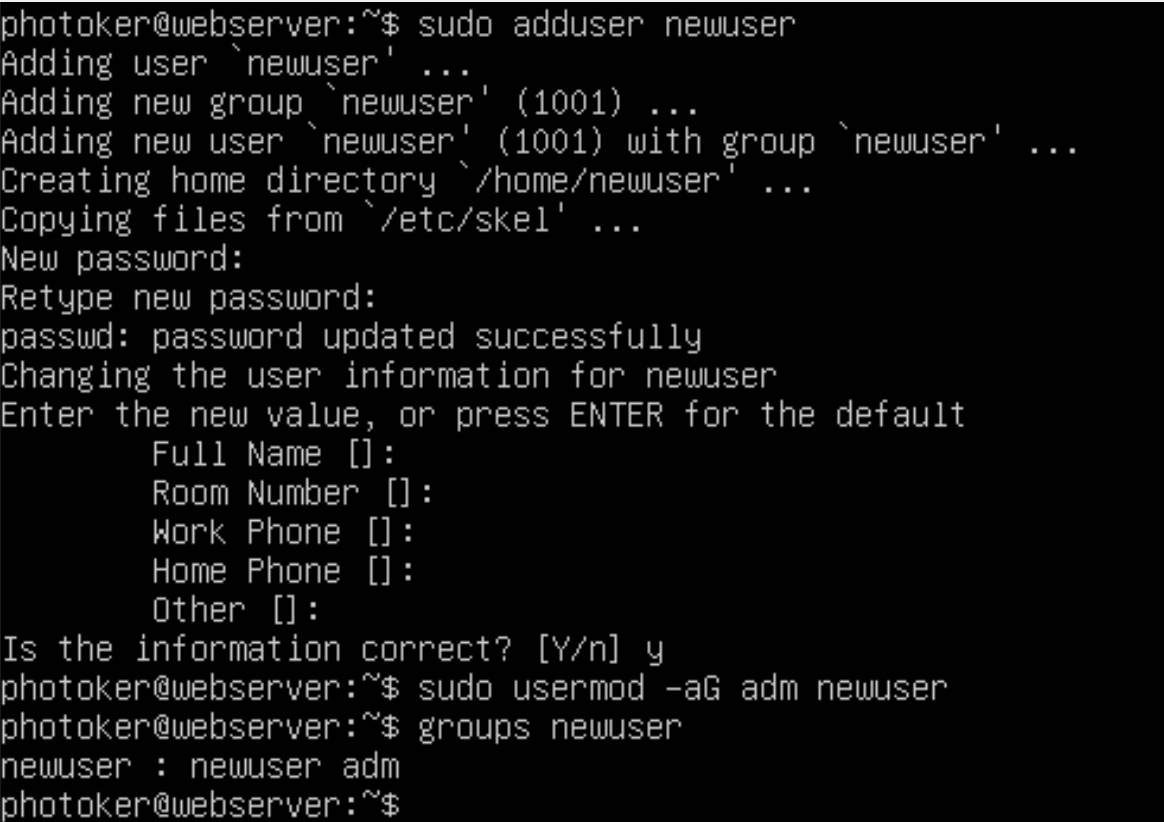 photoker@webserver:~$ sudo adduser newuser
Adding user `newuser' ...
Adding new group `newuser' (1001) ...
Adding new user `newuser' (1001) with group `newuser' ...
Creating home directory `/home/newuser' ...
Copying files from `/etc/skel' ...
New password:
Retype new password:
passwd: password updated successfully
Changing the user information for newuser
Enter the new value, or press ENTER for the default
        Full Name []:
        Room Number []:
        Work Phone []:
        Home Phone []:
        Other []:
Is the information correct? [Y/n] y
photoker@webserver:~$ sudo usermod -aG adm newuser
photoker@webserver:~$ groups newuser
newuser : newuser adm
photoker@webserver:~$